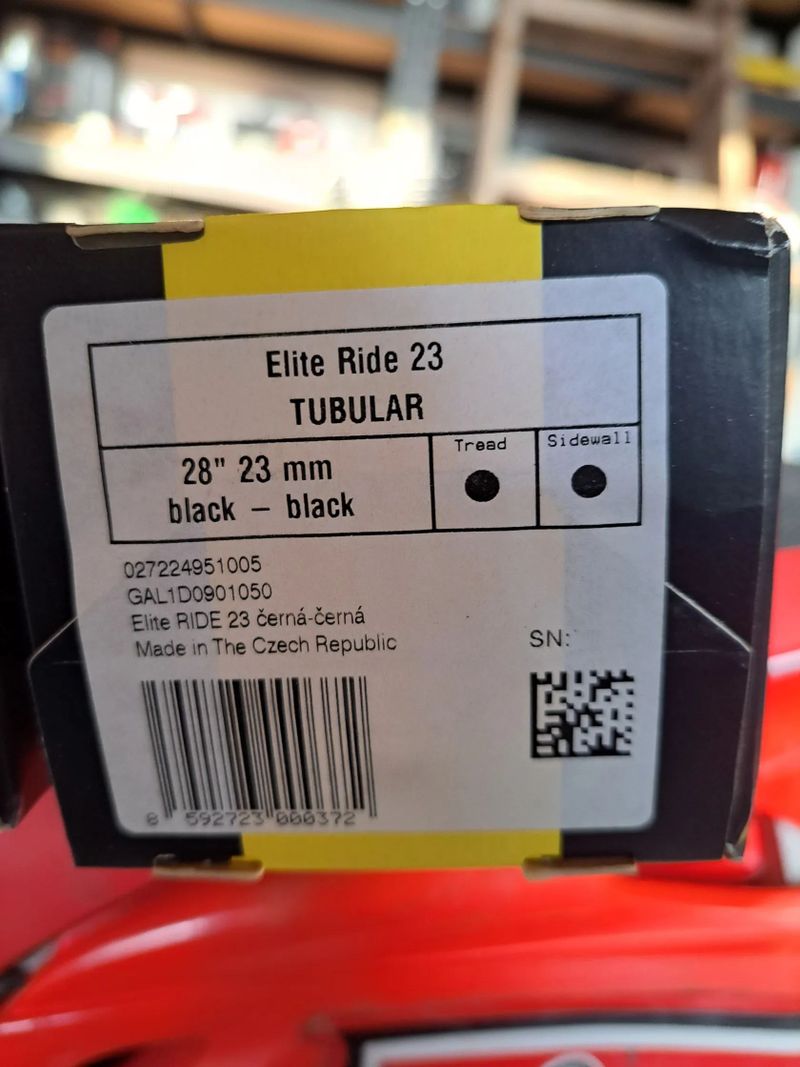 Elite Ride 23
TUBULAR
28" 23 mm
black – black
Tread
Sidewall
027224951005
GAL1D0901050
Elite RIDE 23 černá-černá
Made in The Czech Republic
SN:
8 592723 000372